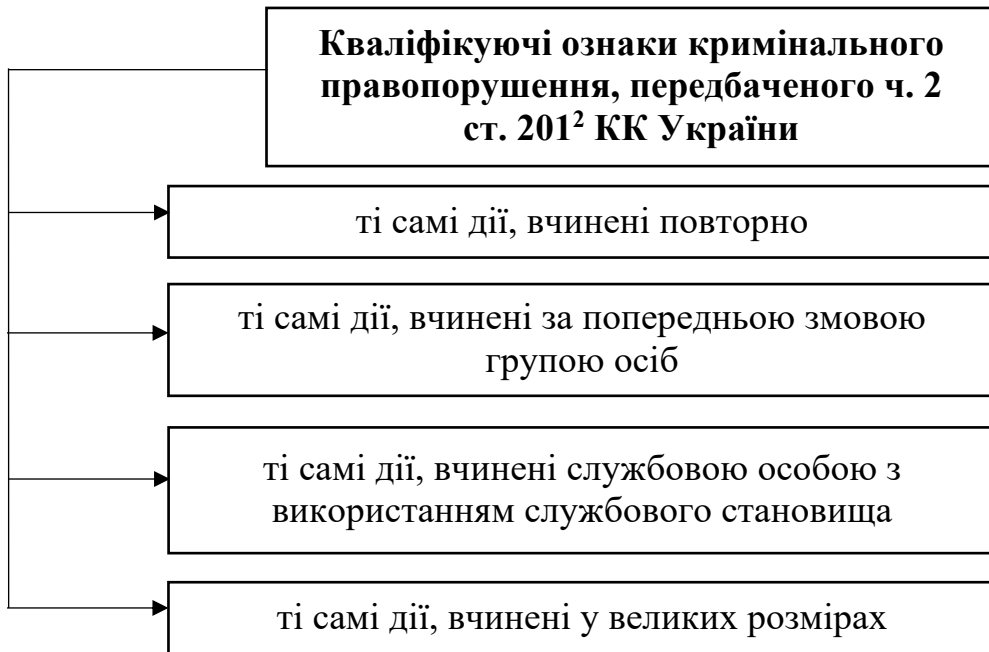 Кваліфікуючі ознаки кримінального
правопорушення, передбаченого ч. 2
ст. 201² КК України
ті самі дії, вчинені повторно
ті самі дії, вчинені за попередньою змовою
групою осіб
ті самі дії, вчинені службовою особою з
використанням службового становища
ті самі дії, вчинені у великих розмірах